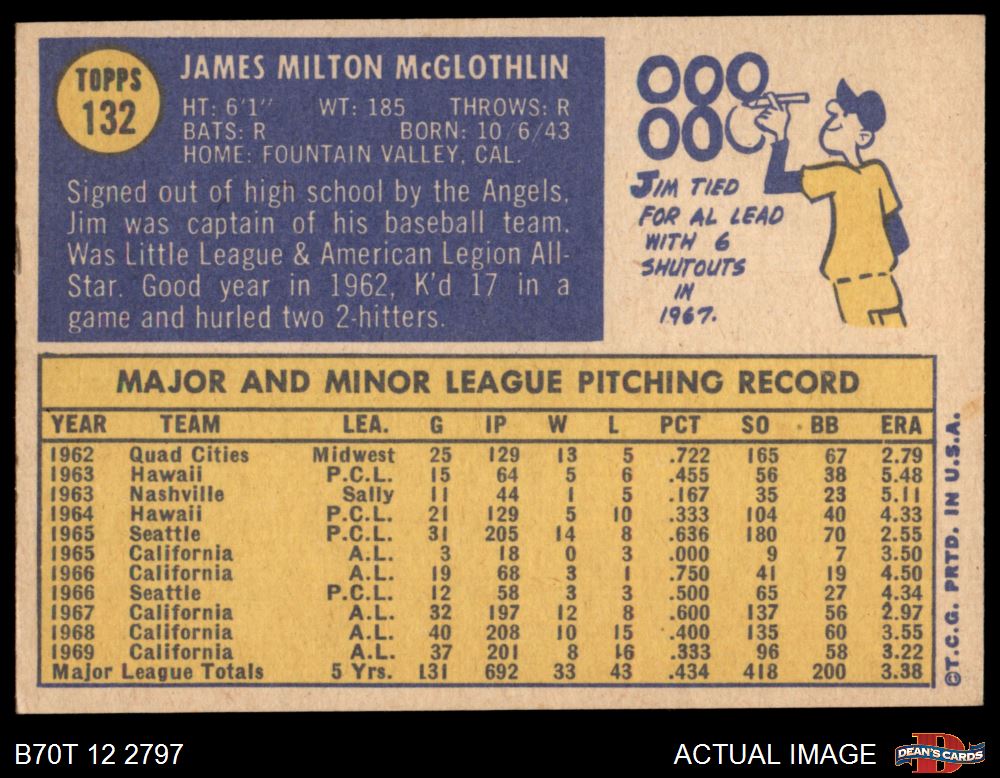 TOPPS
132
JAMES MILTON McGLOTHLIN
HT: 6'1" WT: 185 THROWS: R
BATS: R BORN: 10/6/43
HOME: FOUNTAIN VALLEY, CAL.
Signed out of high school by the Angels,
Jim was captain of his baseball team.
Was Little League & American Legion All-
Star. Good year in 1962, K'd 17 in a
game and hurled two 2-hitters.
JIM TIED
FOR AL LEAD
WITH 6
SHUTOUTS
IN
1967.
MAJOR AND MINOR LEAGUE PITCHING RECORD
YEAR TEAM LEA. G IP W L PCT SO BB ERA
1962 Quad Cities Midwest 25 129 13 5 .722 165 67 2.79
1963 Hawaii P.C.L. 15 64 5 6 .455 56 38 5.48
1963 Nashville Sally 11 44 1 5 .167 35 23 5.11
1964 Hawaii P.C.L. 21 129 5 10 .333 104 40 4.33
1965 Seattle P.C.L. 31 205 14 8 .636 180 70 2.55
1965 California A.L. 3 18 0 3 .000 9 7 3.50
1966 California A.L. 19 68 3 1 .750 41 19 4.50
1966 Seattle P.C.L. 12 58 3 3 .500 65 27 4.34
1967 California A.L. 32 197 12 8 .600 137 56 2.97
1968 California A.L. 40 208 10 15 .400 135 60 3.55
1969 California A.L. 37 201 8 16 .333 96 58 3.22
Major League Totals 5 Yrs. 131 692 33 43 .434 418 200 3.38
©T.C.G. PRTD. IN U.S.A.
B70T 12 2797
ACTUAL IMAGE
DEAN'S CARDS